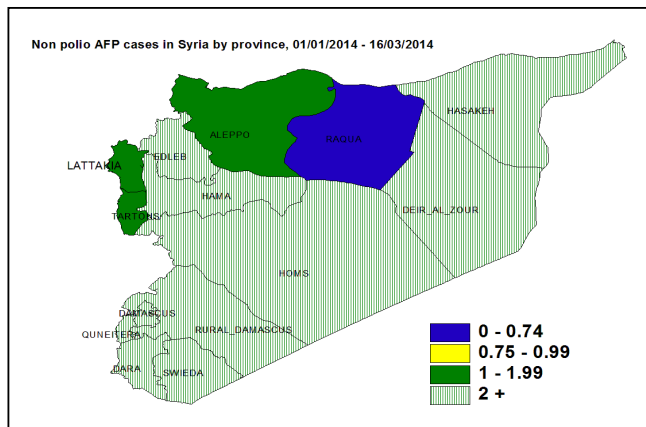 Non polio AFP cases in Syria by province, 01/01/2014 - 16/03/2014
HASAKEH
ALEPPO
RAQUA
EDLEB
LATTAKIA
HAMA
DEIR_AL_ZOUR
TARTOUS
HOMS
DAMASCUS
RURAL_DAMASCUS
QUNEITERA
DARA
SWIEDA
0 - 0.74
0.75 - 0.99
1 - 1.99
2 +